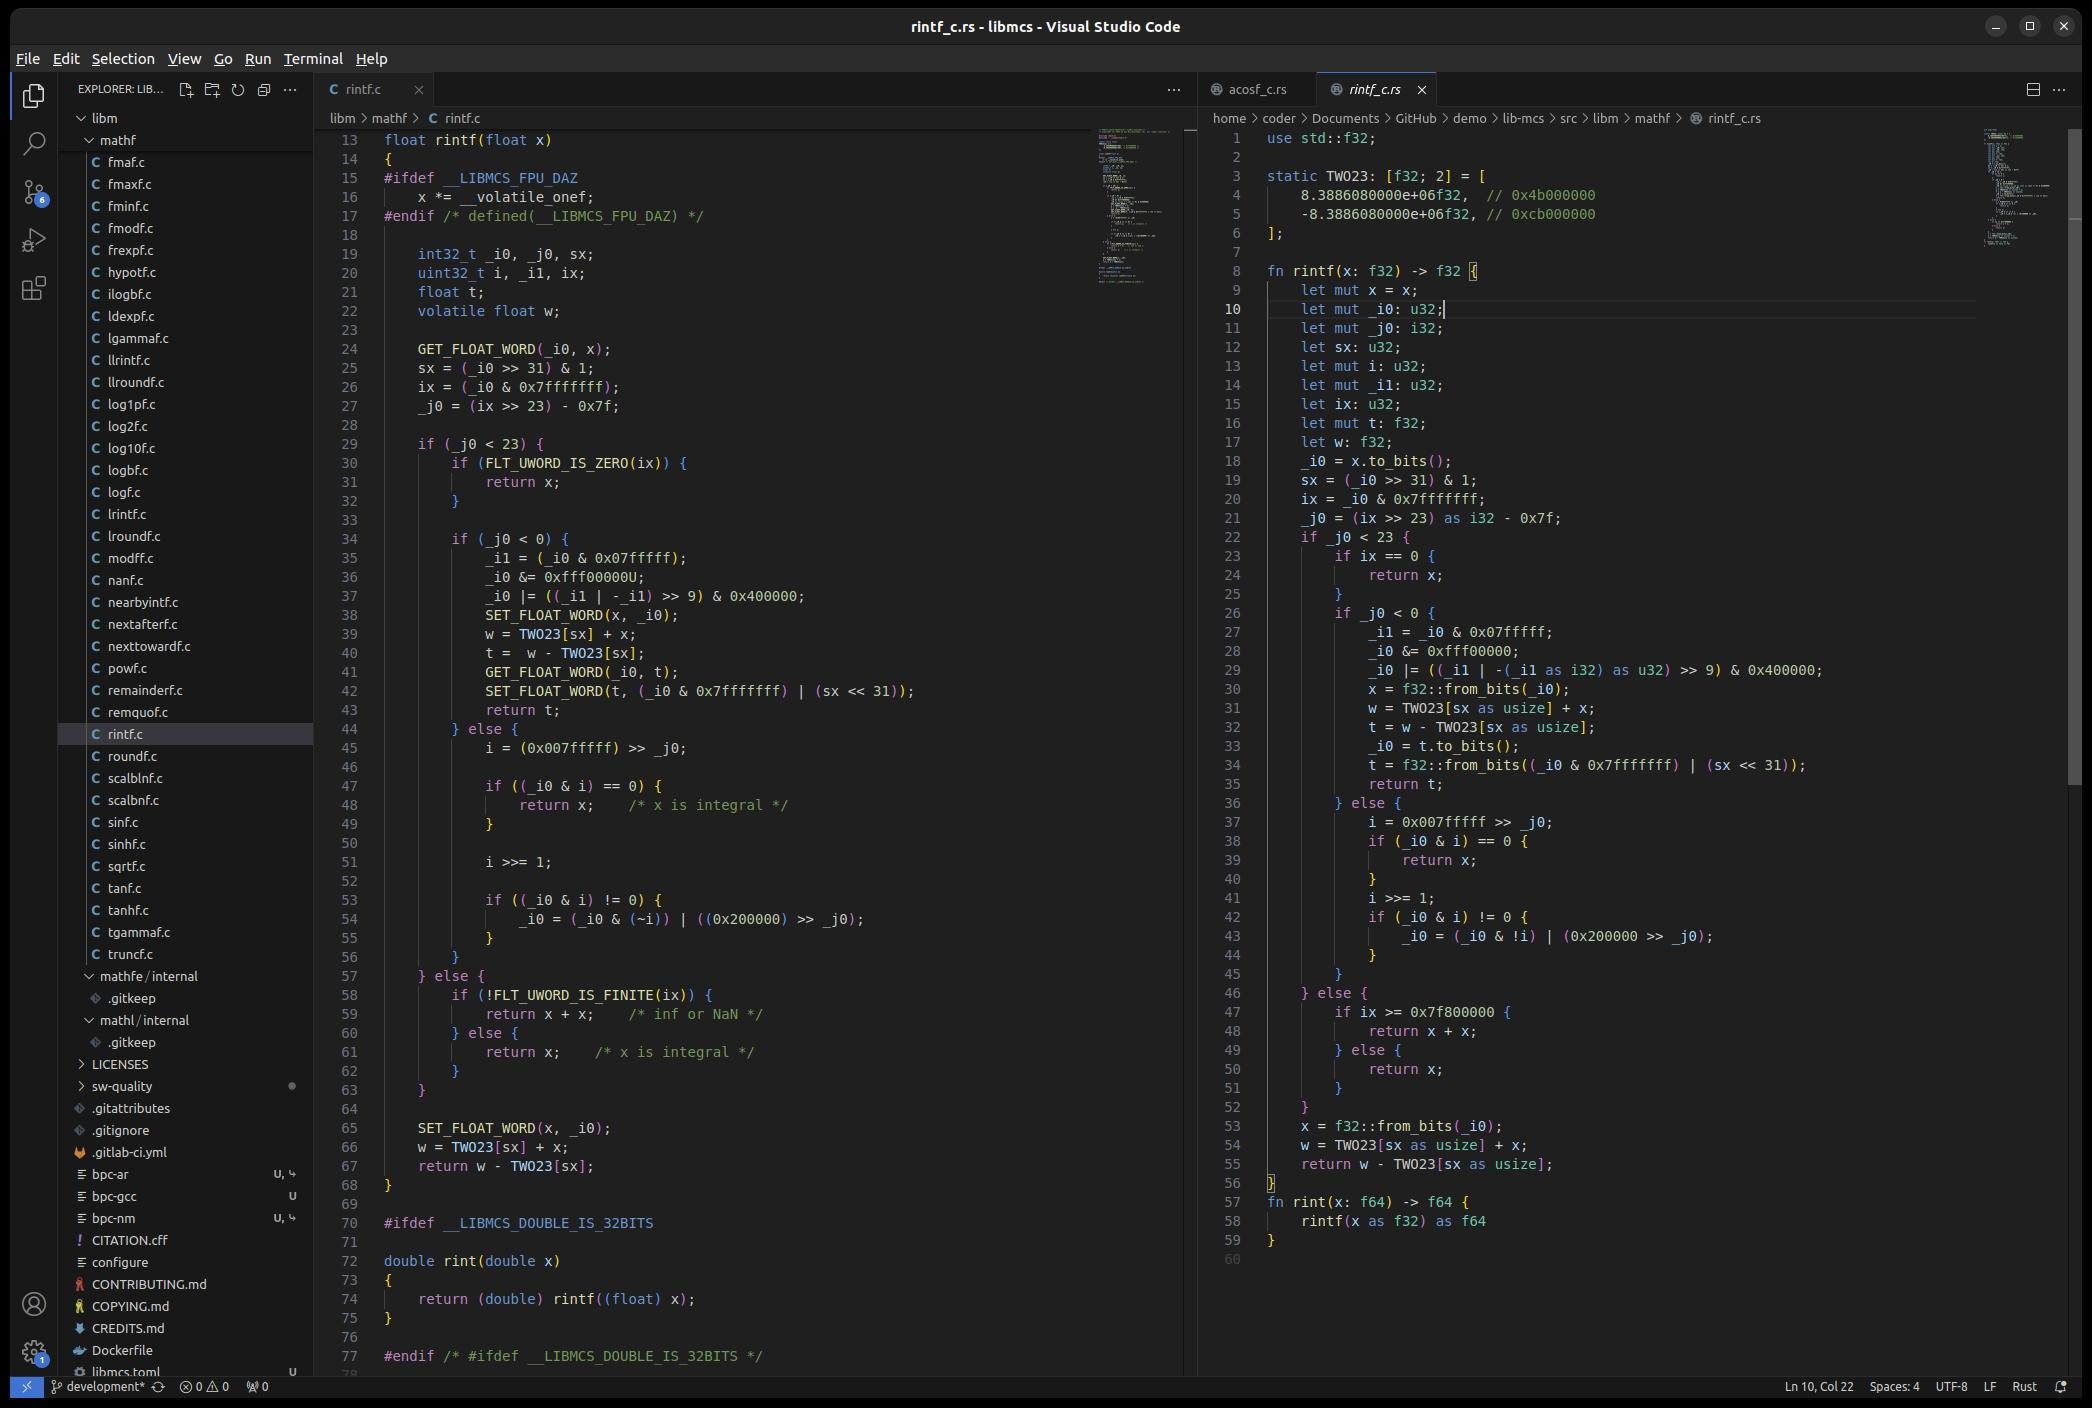 rintf_c.rs - libmcs - Visual Studio Code
File Edit Selection View Go Run Terminal Help
EXPLORER: LIB...
libm
mathf
fmaf.c
fmaxf.c
fminf.c
fmodf.c
frexpf.c
hypotf.c
ilogbf.c
ldexpf.c
lgammaf.c
llrintf.c
llroundf.c
log1pf.c
log2f.c
log10f.c
logbf.c
logf.c
lrintf.c
lroundf.c
modff.c
nanf.c
nearbyintf.c
nextafterf.c
nexttowardf.c
powf.c
remainderf.c
remquof.c
rintf.c
roundf.c
scalblnf.c
scalbnf.c
sinf.c
sinhf.c
sqrtf.c
tanf.c
tanhf.c
tgammaf.c
truncf.c
mathfe/internal
.gitkeep
mathl/internal
.gitkeep
LICENSES
sw-quality
.gitattributes
.gitignore
.gitlab-ci.yml
bpc-ar U,
bpc-gcc U
bpc-nm U,
CITATION.cff
configure
CONTRIBUTING.md
COPYING.md
CREDITS.md
Dockerfile
libmcs.toml U
6
1
rintf.c
libm > mathf > C rintf.c
13 float rintf(float x)
14 {
15 #ifdef __LIBMCS_FPU_DAZ
16     x *= __volatile_onef;
17 #endif /* defined(__LIBMCS_FPU_DAZ) */
18
19     int32_t _i0, _j0, sx;
20     uint32_t i, _i1, ix;
21     float t;
22     volatile float w;
23
24     GET_FLOAT_WORD(_i0, x);
25     sx = (_i0 >> 31) & 1;
26     ix = (_i0 & 0x7fffffff);
27     _j0 = (ix >> 23) - 0x7f;
28
29     if (_j0 < 23) {
30         if (FLT_UWORD_IS_ZERO(ix)) {
31             return x;
32         }
33
34         if (_j0 < 0) {
35             _i1 = (_i0 & 0x07fffff);
36             _i0 &= 0xfff00000U;
37             _i0 |= ((_i1 | -_i1) >> 9) & 0x400000;
38             SET_FLOAT_WORD(x, _i0);
39             w = TWO23[sx] + x;
40             t =  w - TWO23[sx];
41             GET_FLOAT_WORD(_i0, t);
42             SET_FLOAT_WORD(t, (_i0 & 0x7fffffff) | (sx << 31));
43             return t;
44         } else {
45             i = (0x007fffff) >> _j0;
46
47             if ((_i0 & i) == 0) {
48                 return x;    /* x is integral */
49             }
50
51             i >>= 1;
52
53             if ((_i0 & i) != 0) {
54                 _i0 = (_i0 & (~i)) | ((0x200000) >> _j0);
55             }
56         }
57     } else {
58         if (!FLT_UWORD_IS_FINITE(ix)) {
59             return x + x;    /* inf or NaN */
60         } else {
61             return x;    /* x is integral */
62         }
63     }
64
65     SET_FLOAT_WORD(x, _i0);
66     w = TWO23[sx] + x;
67     return w - TWO23[sx];
68 }
69
70 #ifdef __LIBMCS_DOUBLE_IS_32BITS
71
72 double rint(double x)
73 {
74     return (double) rintf((float) x);
75 }
76
77 #endif /* #ifdef __LIBMCS_DOUBLE_IS_32BITS */
78
acosf_c.rs
rintf_c.rs
home > coder > Documents > GitHub > demo > lib-mcs > src > libm > mathf > rintf_c.rs
1 use std::f32;
2
3 static TWO23: [f32; 2] = [
4     8.3886080000e+06f32,  // 0x4b000000
5     -8.3886080000e+06f32, // 0xcb000000
6 ];
7
8 fn rintf(x: f32) -> f32 {
9     let mut x = x;
10     let mut _i0: u32;
11     let mut _j0: i32;
12     let sx: u32;
13     let mut i: u32;
14     let mut _i1: u32;
15     let ix: u32;
16     let mut t: f32;
17     let w: f32;
18     _i0 = x.to_bits();
19     sx = (_i0 >> 31) & 1;
20     ix = _i0 & 0x7fffffff;
21     _j0 = (ix >> 23) as i32 - 0x7f;
22     if _j0 < 23 {
23         if ix == 0 {
24             return x;
25         }
26         if _j0 < 0 {
27             _i1 = _i0 & 0x07fffff;
28             _i0 &= 0xfff00000;
29             _i0 |= ((_i1 | -(_i1 as i32) as u32) >> 9) & 0x400000;
30             x = f32::from_bits(_i0);
31             w = TWO23[sx as usize] + x;
32             t = w - TWO23[sx as usize];
33             _i0 = t.to_bits();
34             t = f32::from_bits((_i0 & 0x7fffffff) | (sx << 31));
35             return t;
36         } else {
37             i = 0x007fffff >> _j0;
38             if (_i0 & i) == 0 {
39                 return x;
40             }
41             i >>= 1;
42             if (_i0 & i) != 0 {
43                 _i0 = (_i0 & !i) | (0x200000 >> _j0);
44             }
45         }
46     } else {
47         if ix >= 0x7f800000 {
48             return x + x;
49         } else {
50             return x;
51         }
52     }
53     x = f32::from_bits(_i0);
54     w = TWO23[sx as usize] + x;
55     return w - TWO23[sx as usize];
56 }
57 fn rint(x: f64) -> f64 {
58     rintf(x as f32) as f64
59 }
60
development* 0 0 0
Ln 10, Col 22 Spaces: 4 UTF-8 LF Rust